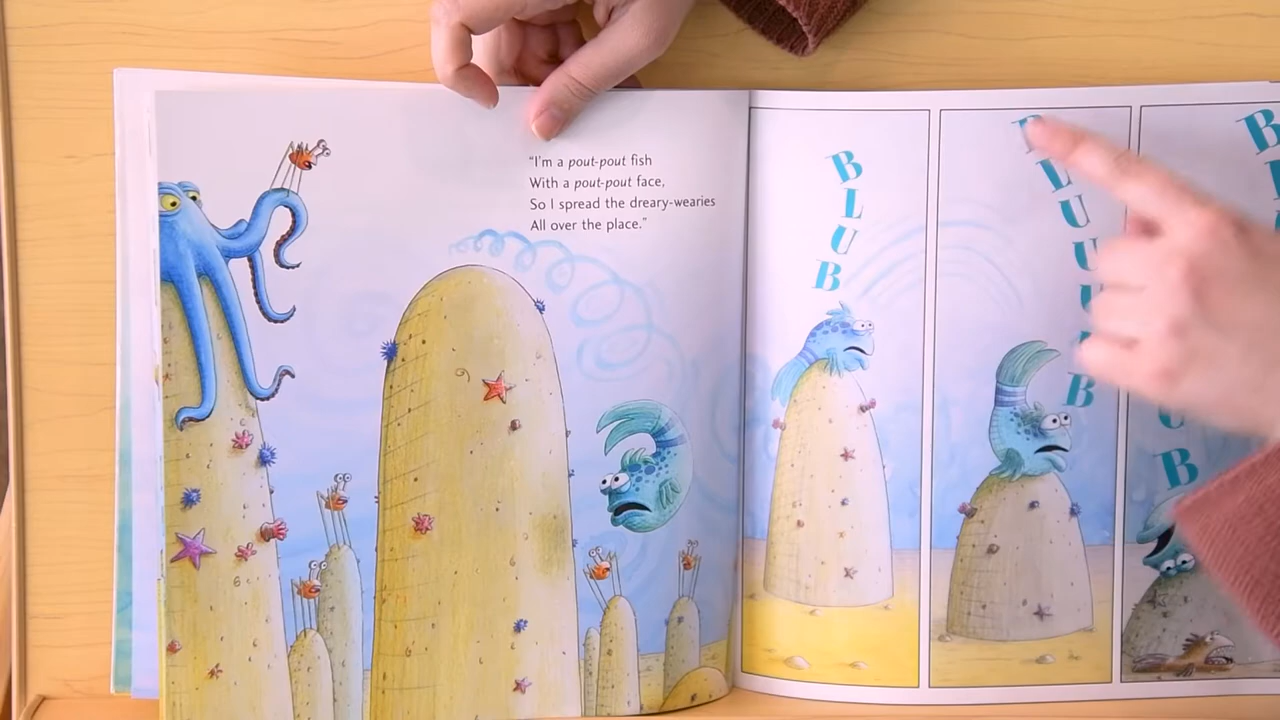 "I'm a pout-pout fish
With a pout-pout face,
So I spread the dreary-wearies
All over the place."
BLUB